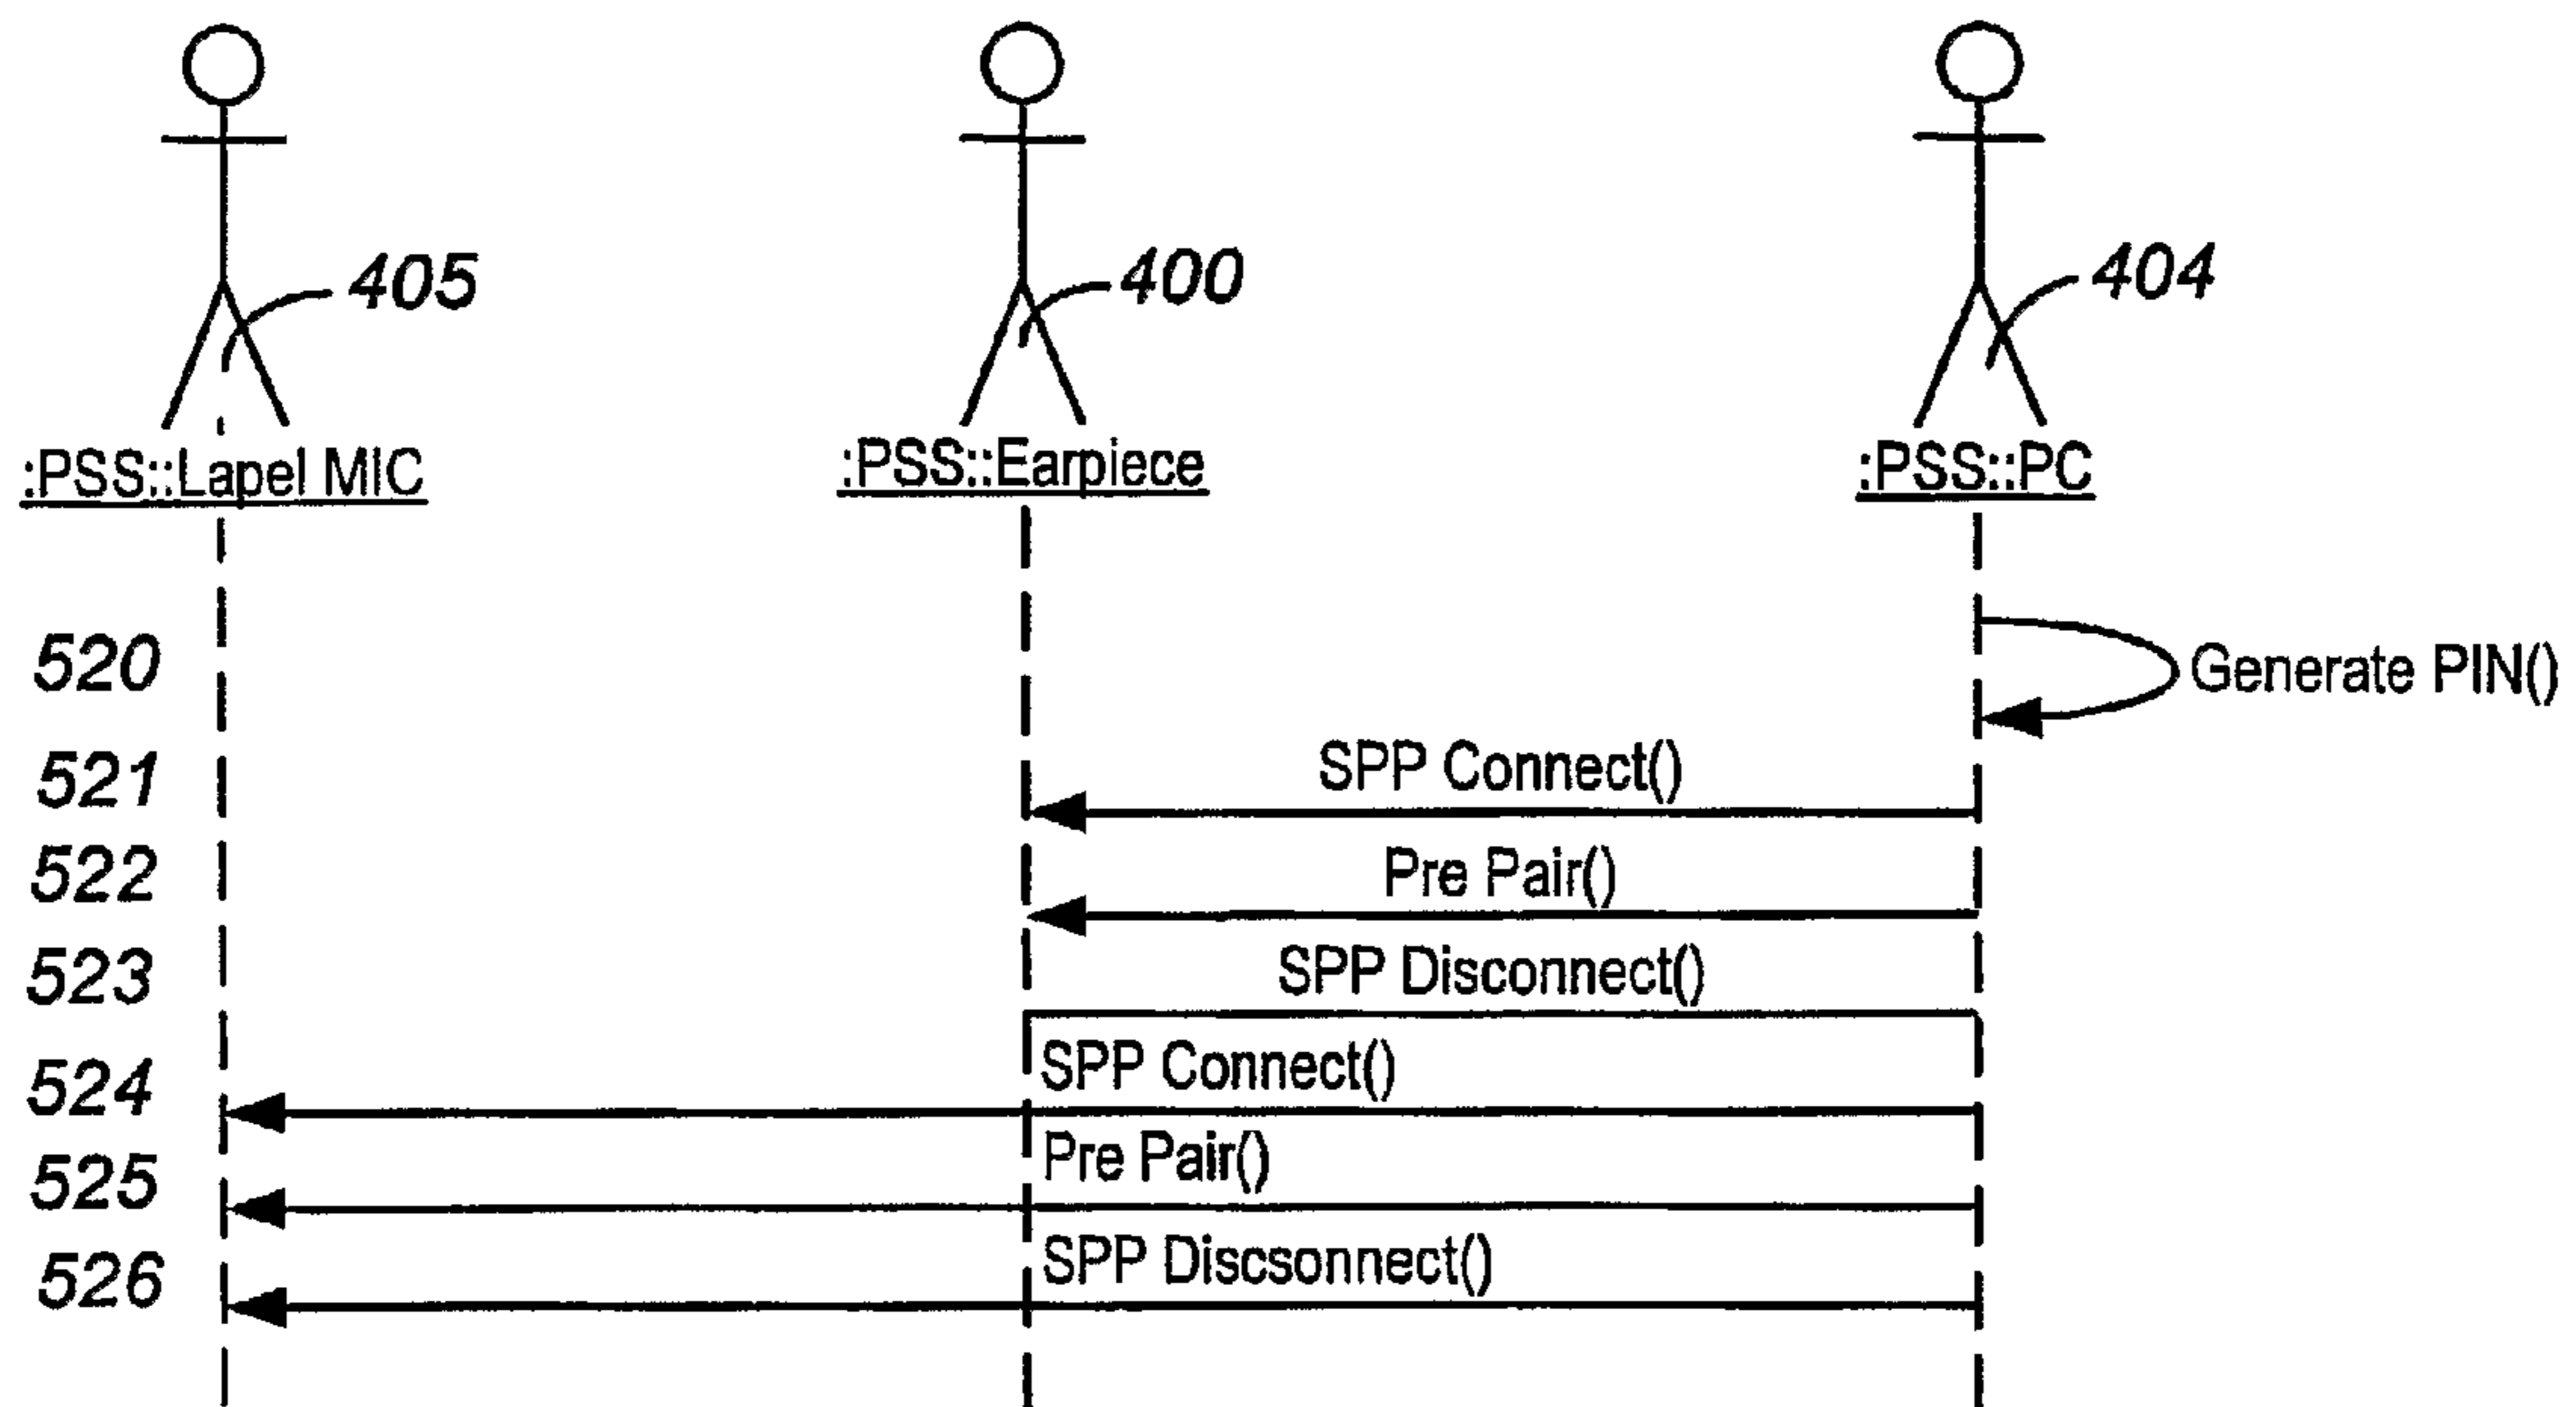 405
400
404
:PSS::Lapel MIC
:PSS::Earpiece
:PSS::PC
520
Generate PIN()
521
SPP Connect()
522
Pre Pair()
523
SPP Disconnect()
524
SPP Connect()
525
Pre Pair()
526
SPP Discsonnect()